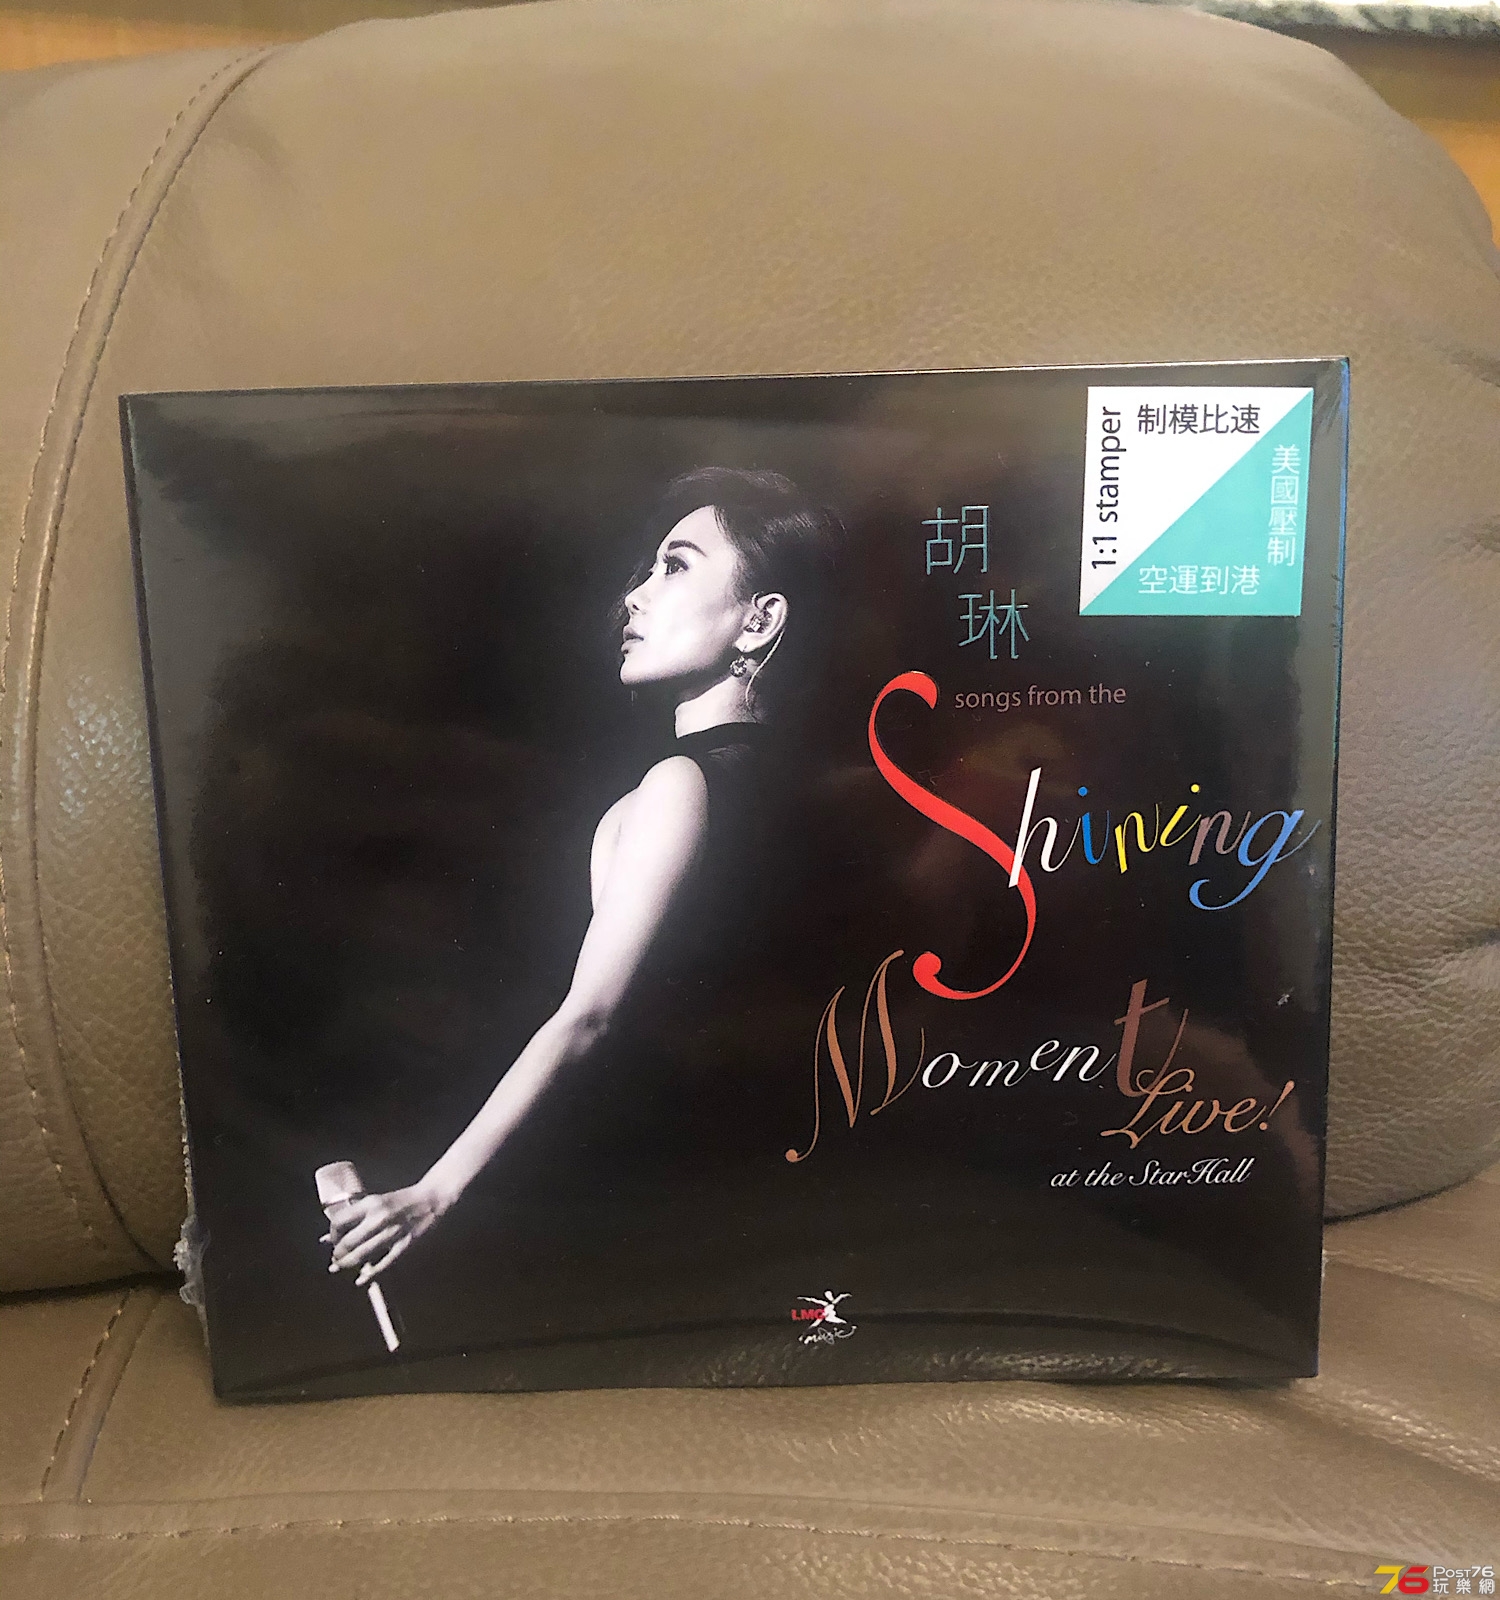 制模比速
1:1 stamper
美國壓制
空運到港
胡
琳
songs from the
Shining
Moment
Live!
at the StarHall
LMC
music
76 POST76
玩樂網